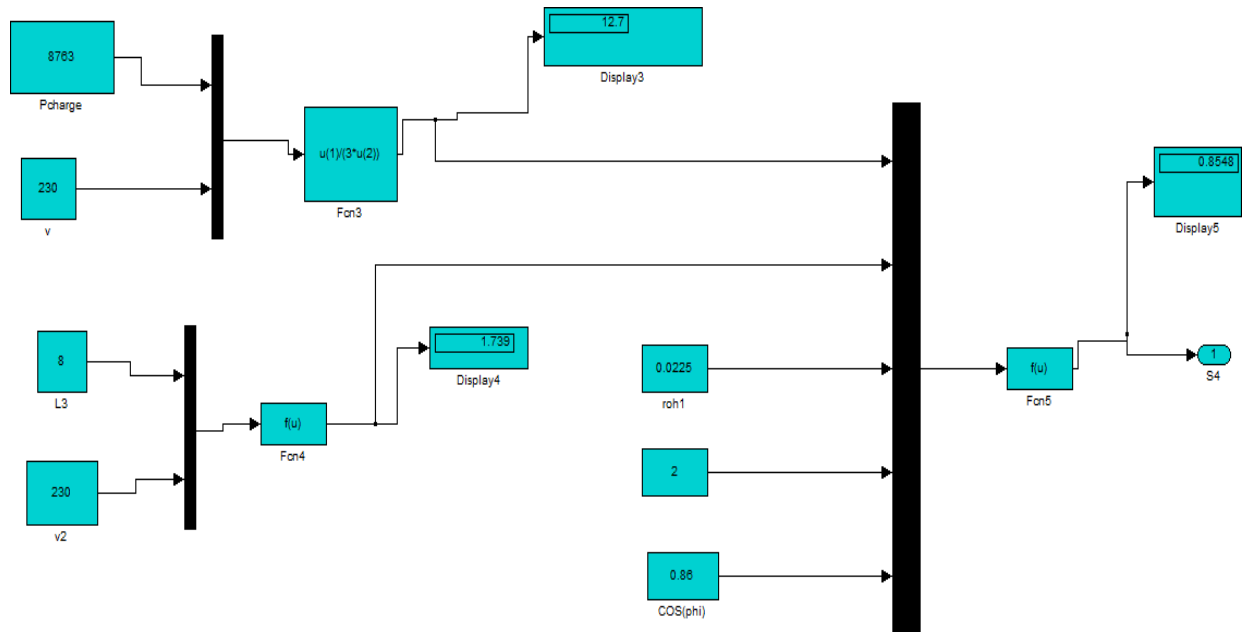 8763
Pcharge
230
v
u(1)/(3*u(2))
Fcn3
12.7
Display3
8
L3
230
v2
f(u)
Fcn4
1.739
Display4
0.0225
roh1
2
0.86
COS(phi)
f(u)
Fcn5
0.8548
Display5
1
S4